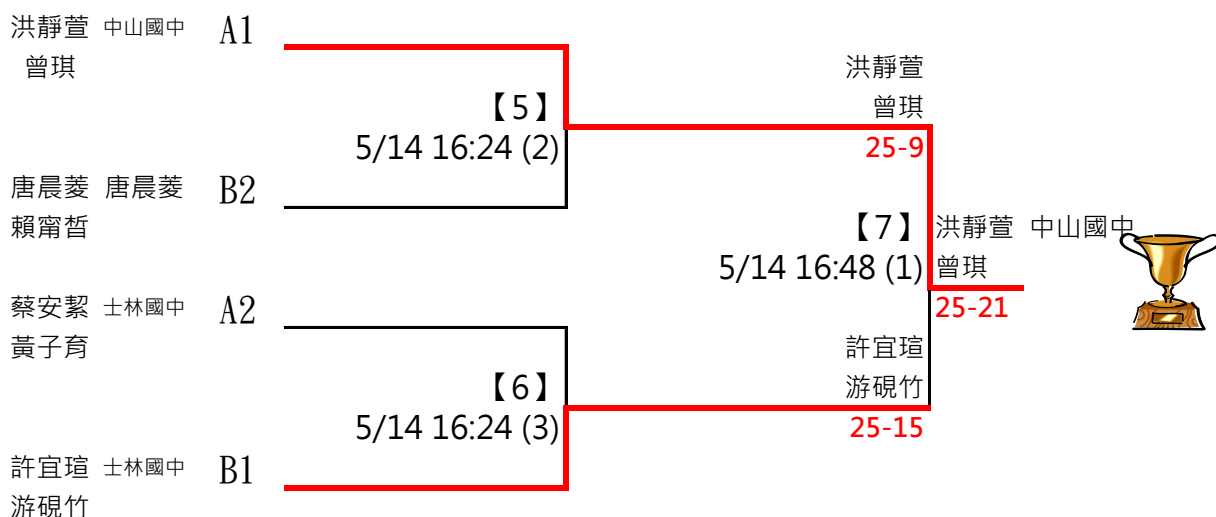 洪靜萱 中山國中 A1
曾琪
洪靜萱
曾琪
【5】
5/14 16:24 (2)
25-9
唐晨菱 唐晨菱 B2
賴甯晳
【7】
洪靜萱 中山國中
5/14 16:48 (1)
曾琪
25-21
蔡安絜 士林國中 A2
黃子育
許宜瑄
游硯竹
【6】
5/14 16:24 (3)
25-15
許宜瑄 士林國中 B1
游硯竹